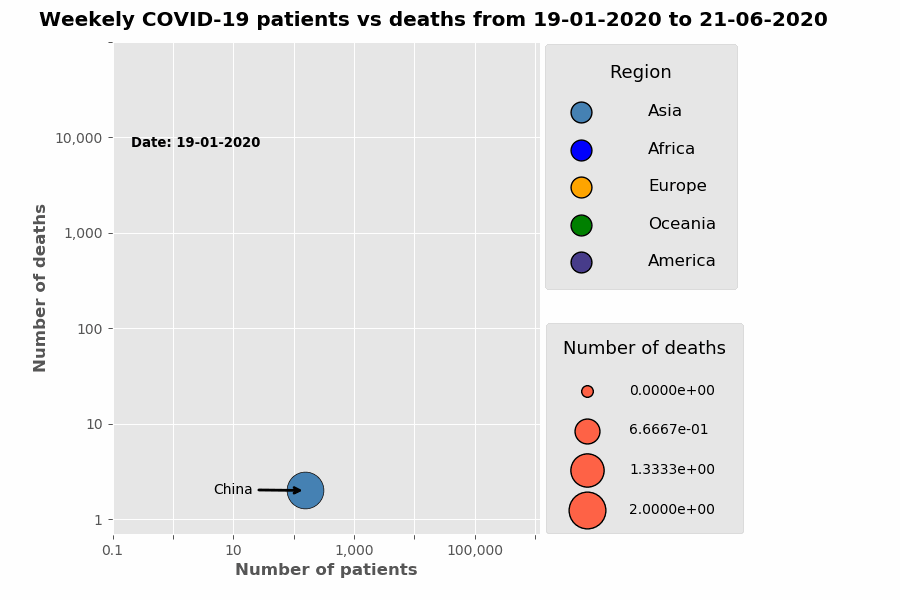 Weekely COVID-19 patients vs deaths from 19-01-2020 to 21-06-2020
Number of deaths
10,000
1,000
100
10
1
Date: 19-01-2020
China
0.1
10
1,000
100,000
Number of patients
Region
Asia
Africa
Europe
Oceania
America
Number of deaths
0.0000e+00
6.6667e-01
1.3333e+00
2.0000e+00